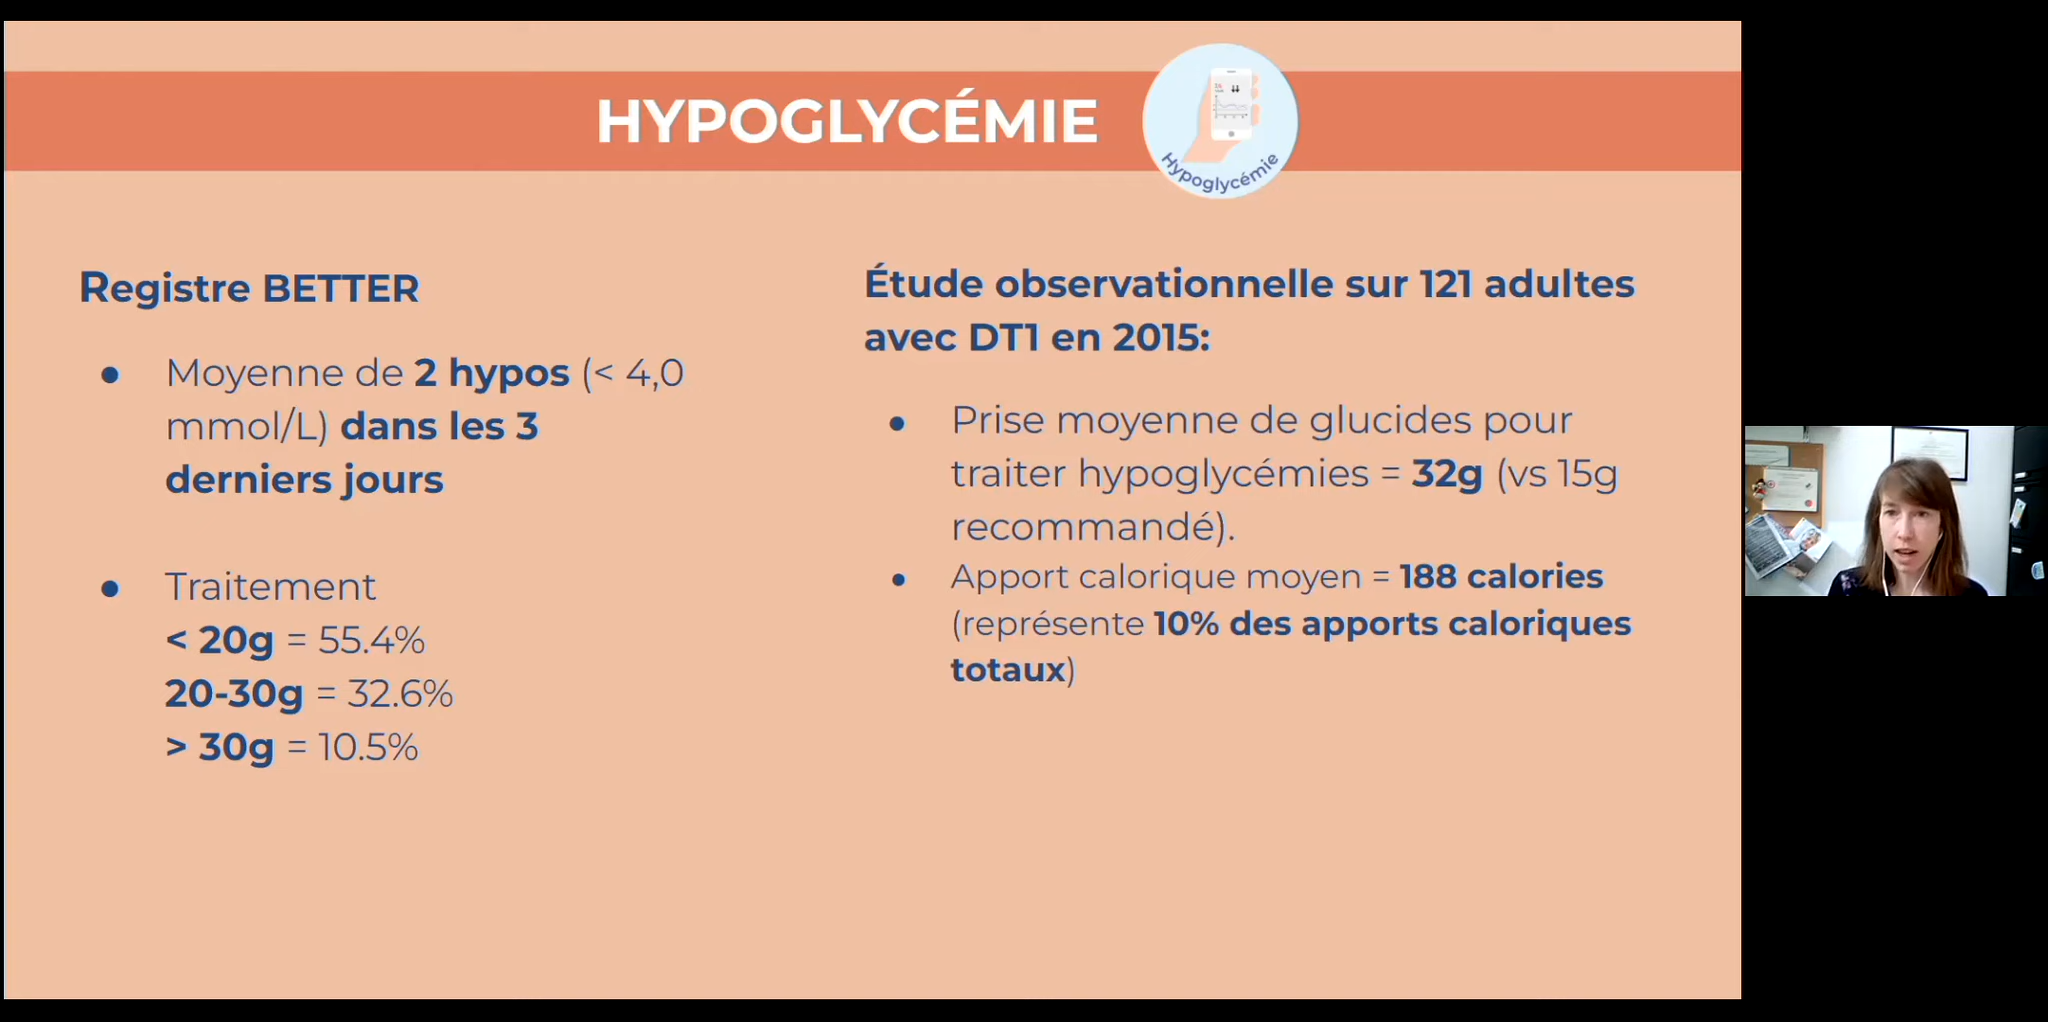 HYPOGLYCÉMIE
Hypoglycémie
Registre BETTER
● Moyenne de 2 hypos (< 4,0
mmol/L) dans les 3
derniers jours
● Traitement
< 20g = 55.4%
20-30g = 32.6%
> 30g = 10.5%
Étude observationnelle sur 121 adultes
avec DT1 en 2015:
● Prise moyenne de glucides pour
traiter hypoglycémies = 32g (vs 15g
recommandé).
● Apport calorique moyen = 188 calories
(représente 10% des apports caloriques
totaux)